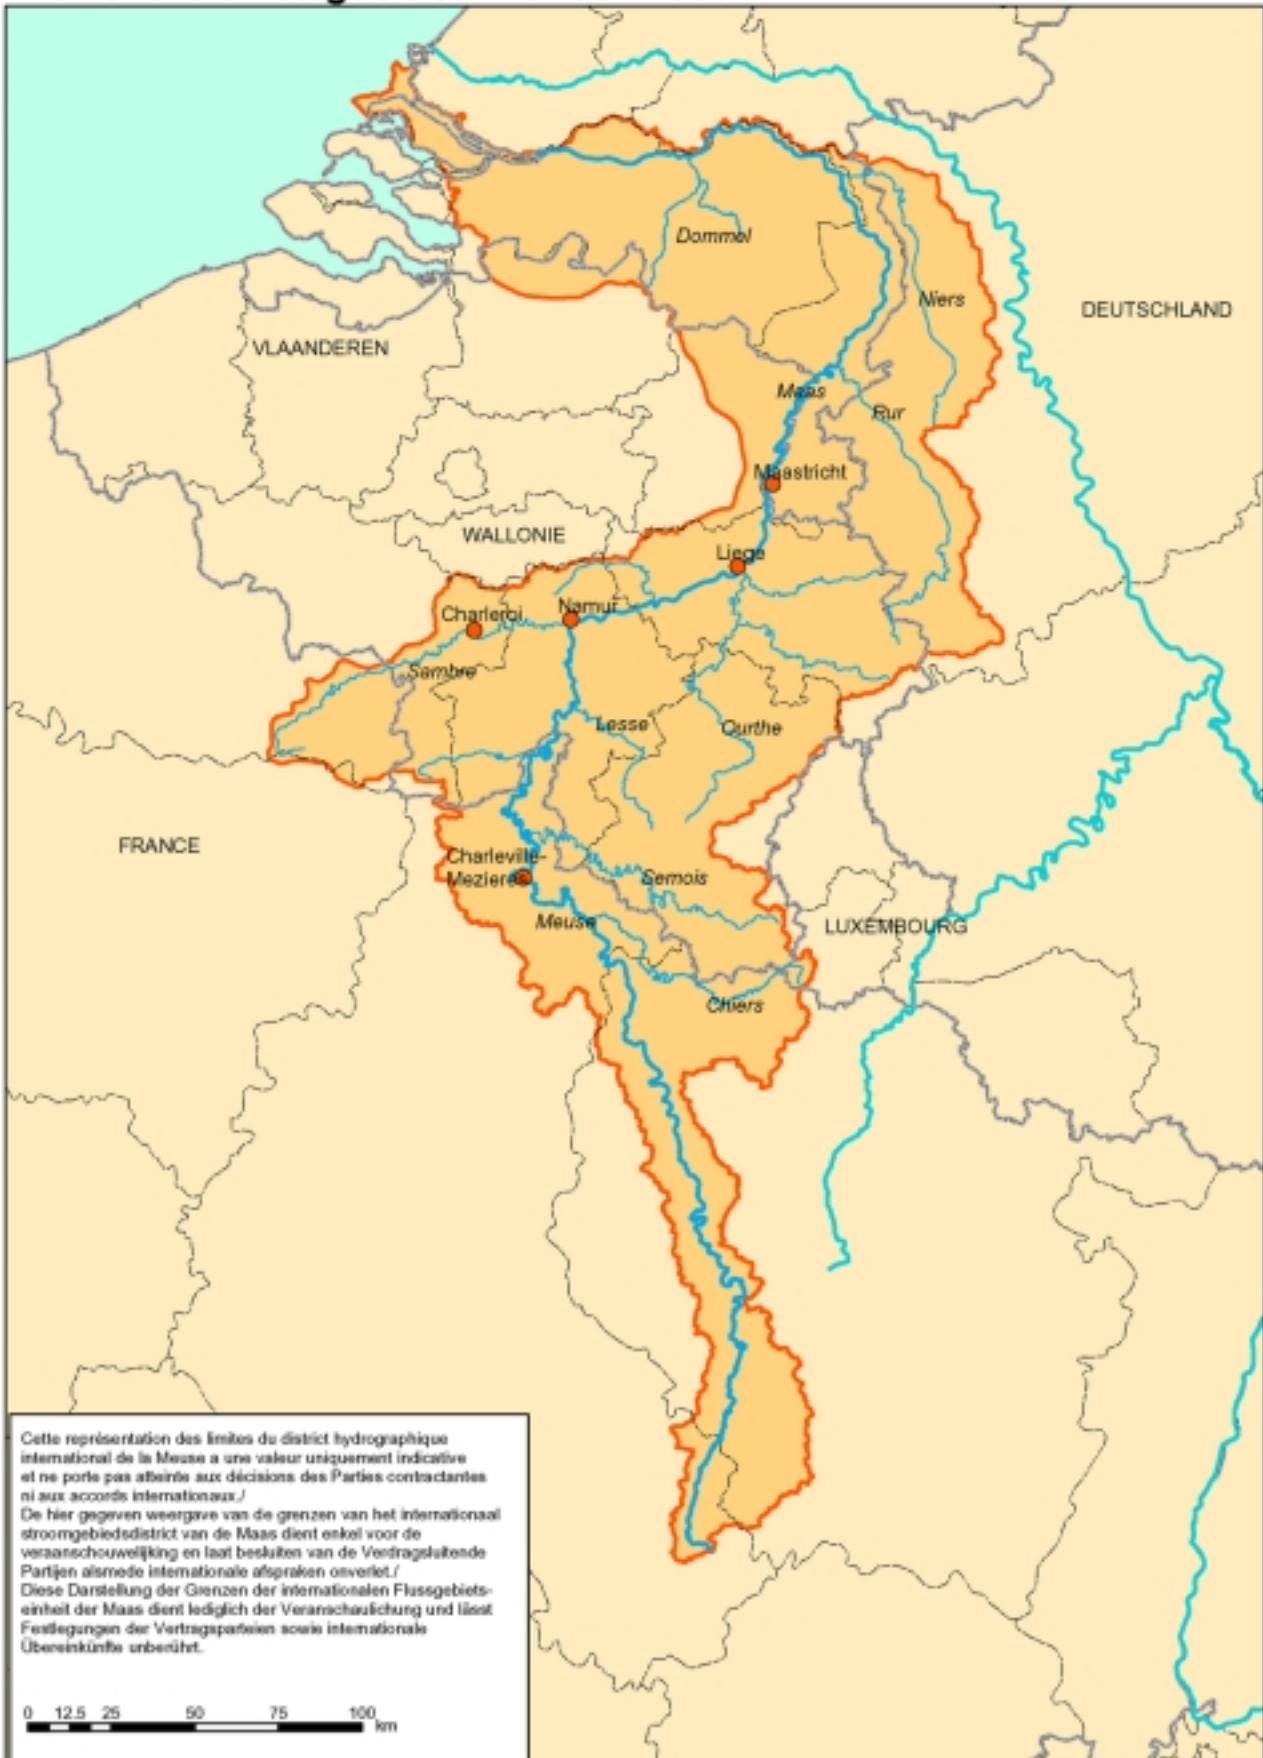 Dommel
Niers
DEUTSCHLAND
VLAANDEREN
Maas
Rur
Maastricht
WALLONIE
Liege
Namur
Charleroi
Sambre
Lesse
Ourthe
FRANCE
Charleville-
Mezieres
Semois
Meuse
LUXEMBOURG
Chiers
Cette représentation des limites du district hydrographique
international de la Meuse a une valeur uniquement indicative
et ne porte pas atteinte aux décisions des Parties contractantes
ni aux accords internationaux./
De hier gegeven weergave van de grenzen van het internationaal
stroomgebiedsdistrict van de Maas dient enkel voor de
veraanschouwelijking en laat besluiten van de Verdragsluitende
Partijen alsmede internationale afspraken onverlet./
Diese Darstellung der Grenzen der internationalen Flussgebiets-
einheit der Maas dient lediglich der Veranschaulichung und lässt
Festlegungen der Vertragsparteien sowie internationale
Übereinkünfte unberührt.
0 12.5 25 50 75 100
km